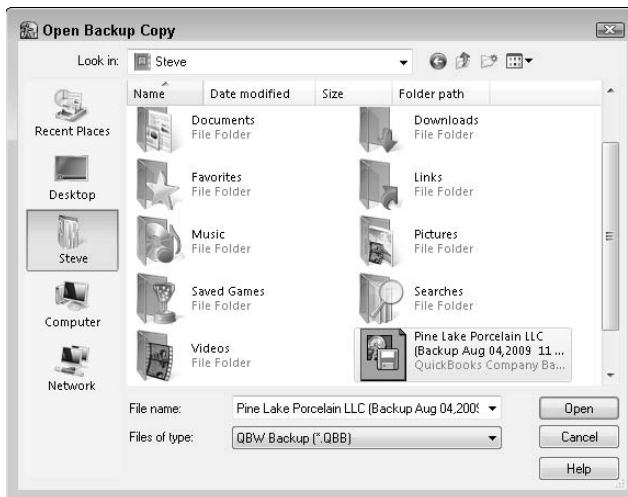 Open Backup Copy
Look in:
Steve
Name
Date modified
Size
Folder path
Recent Places
Desktop
Steve
Computer
Network
Documents
File Folder
Downloads
File Folder
Favorites
File Folder
Links
File Folder
Music
File Folder
Pictures
File Folder
Saved Games
File Folder
Searches
File Folder
Videos
File Folder
Pine Lake Porcelain LLC
(Backup Aug 04,2009 11 ...
QuickBooks Company Ba...
File name:
Pine Lake Porcelain LLC (Backup Aug 04,2009
Open
Files of type:
QBW Backup (*.QBB)
Cancel
Help